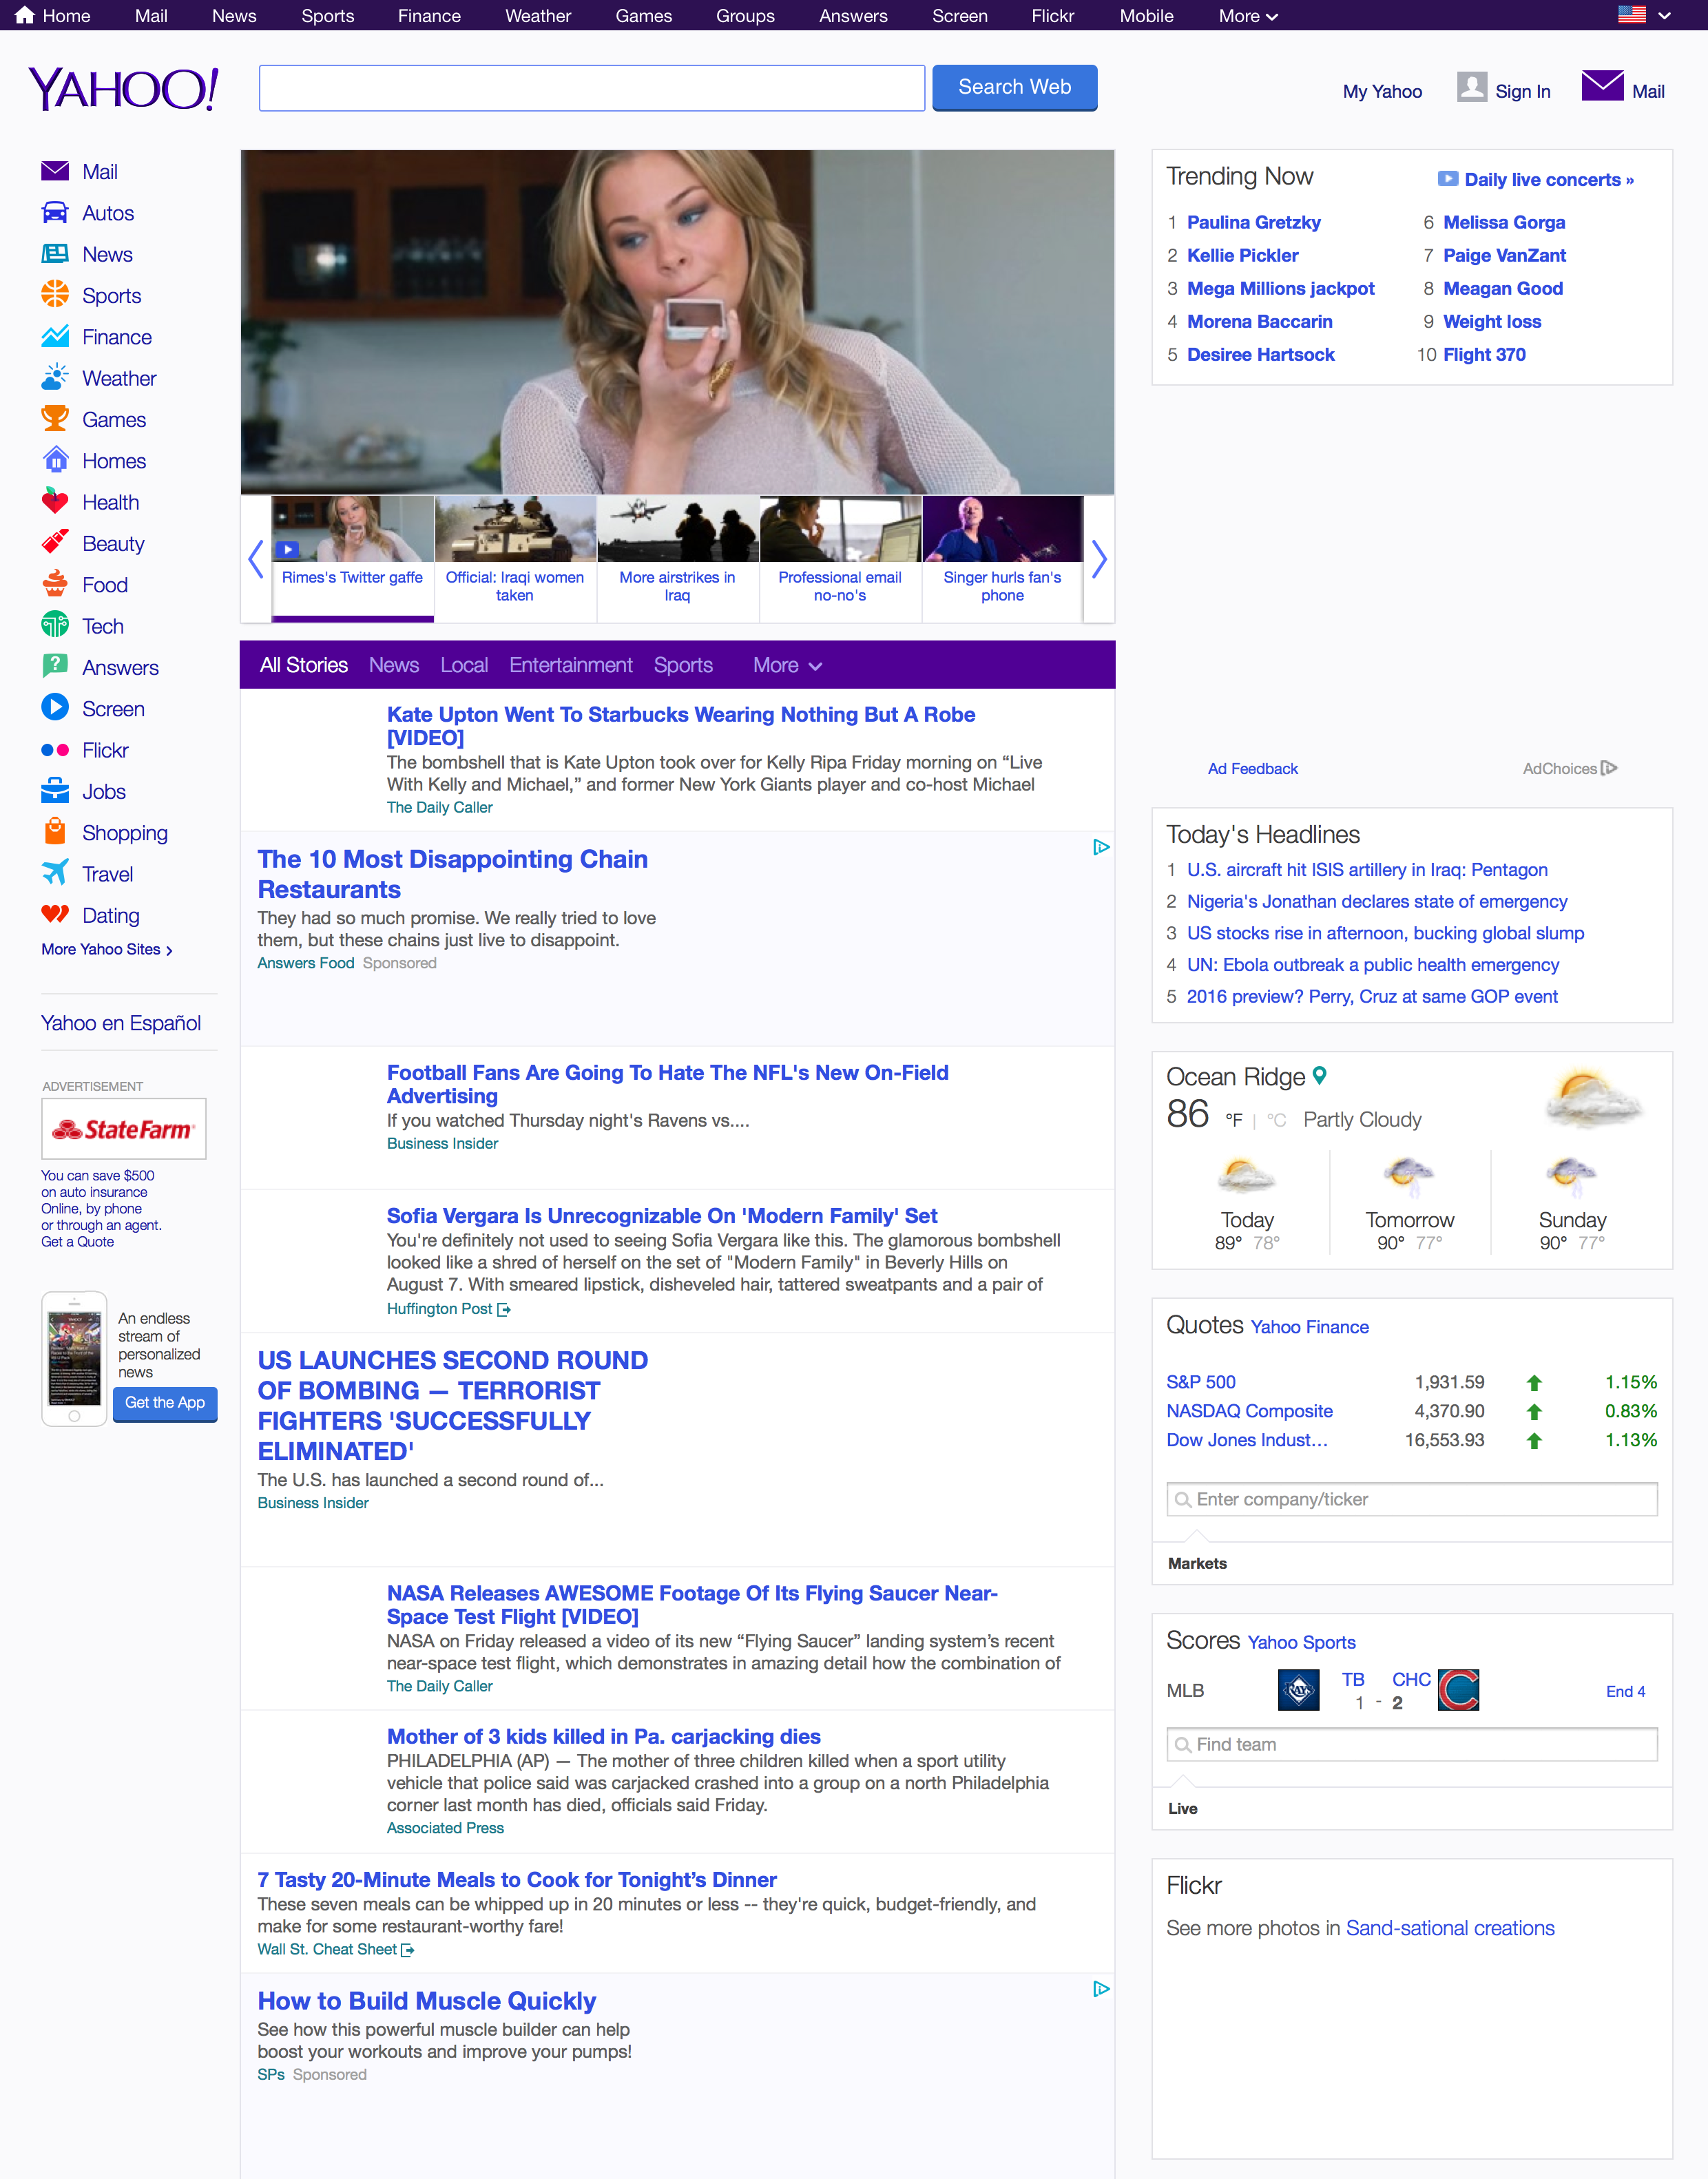 Home Mail News Sports Finance Weather Games Groups Answers Screen Flickr Mobile More
YAHOO!
Search Web
My Yahoo Sign In Mail
Mail
Autos
News
Sports
Finance
Weather
Games
Homes
Health
Beauty
Food
Tech
Answers
Screen
Flickr
Jobs
Shopping
Travel
Dating
More Yahoo Sites >
Yahoo en Español
ADVERTISEMENT
StateFarm
You can save $500
on auto insurance
Online, by phone
or through an agent.
Get a Quote
An endless
stream of
personalized
news
Get the App
Rimes's Twitter gaffe
Official: Iraqi women
taken
More airstrikes in
Iraq
Professional email
no-no's
Singer hurls fan's
phone
All Stories News Local Entertainment Sports More
Kate Upton Went To Starbucks Wearing Nothing But A Robe
[VIDEO]
The bombshell that is Kate Upton took over for Kelly Ripa Friday morning on “Live
With Kelly and Michael,” and former New York Giants player and co-host Michael
The Daily Caller
The 10 Most Disappointing Chain
Restaurants
They had so much promise. We really tried to love
them, but these chains just live to disappoint.
Answers Food Sponsored
Football Fans Are Going To Hate The NFL's New On-Field
Advertising
If you watched Thursday night's Ravens vs....
Business Insider
Sofia Vergara Is Unrecognizable On 'Modern Family' Set
You're definitely not used to seeing Sofia Vergara like this. The glamorous bombshell
looked like a shred of herself on the set of "Modern Family" in Beverly Hills on
August 7. With smeared lipstick, disheveled hair, tattered sweatpants and a pair of
Huffington Post
US LAUNCHES SECOND ROUND
OF BOMBING — TERRORIST
FIGHTERS 'SUCCESSFULLY
ELIMINATED'
The U.S. has launched a second round of...
Business Insider
NASA Releases AWESOME Footage Of Its Flying Saucer Near-
Space Test Flight [VIDEO]
NASA on Friday released a video of its new “Flying Saucer” landing system’s recent
near-space test flight, which demonstrates in amazing detail how the combination of
The Daily Caller
Mother of 3 kids killed in Pa. carjacking dies
PHILADELPHIA (AP) — The mother of three children killed when a sport utility
vehicle that police said was carjacked crashed into a group on a north Philadelphia
corner last month has died, officials said Friday.
Associated Press
7 Tasty 20-Minute Meals to Cook for Tonight’s Dinner
These seven meals can be whipped up in 20 minutes or less -- they're quick, budget-friendly, and
make for some restaurant-worthy fare!
Wall St. Cheat Sheet
How to Build Muscle Quickly
See how this powerful muscle builder can help
boost your workouts and improve your pumps!
SPs Sponsored
Trending Now
Daily live concerts »
1 Paulina Gretzky
2 Kellie Pickler
3 Mega Millions jackpot
4 Morena Baccarin
5 Desiree Hartsock
6 Melissa Gorga
7 Paige VanZant
8 Meagan Good
9 Weight loss
10 Flight 370
Ad Feedback
AdChoices
Today's Headlines
1 U.S. aircraft hit ISIS artillery in Iraq: Pentagon
2 Nigeria's Jonathan declares state of emergency
3 US stocks rise in afternoon, bucking global slump
4 UN: Ebola outbreak a public health emergency
5 2016 preview? Perry, Cruz at same GOP event
Ocean Ridge
86 °F | °C Partly Cloudy
Today
89° 78°
Tomorrow
90° 77°
Sunday
90° 77°
Quotes Yahoo Finance
S&P 500 1,931.59 1.15%
NASDAQ Composite 4,370.90 0.83%
Dow Jones Indust... 16,553.93 1.13%
Enter company/ticker
Markets
Scores Yahoo Sports
MLB RAYS TB CHC C End 4
1 - 2
Find team
Live
Flickr
See more photos in Sand-sational creations